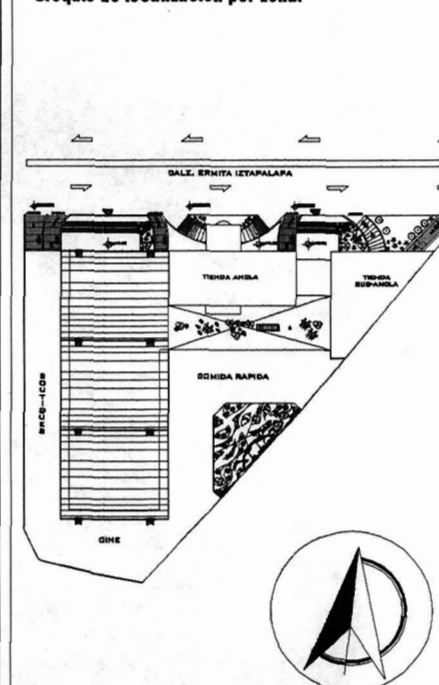 Croquis de localización por zona.
CALZ. ERMITA IZTAPALAPA
TIENDA ANCLA
TIENDA
SUB-ANCLA
COMIDA RAPIDA
BOUTIQUES
CINE